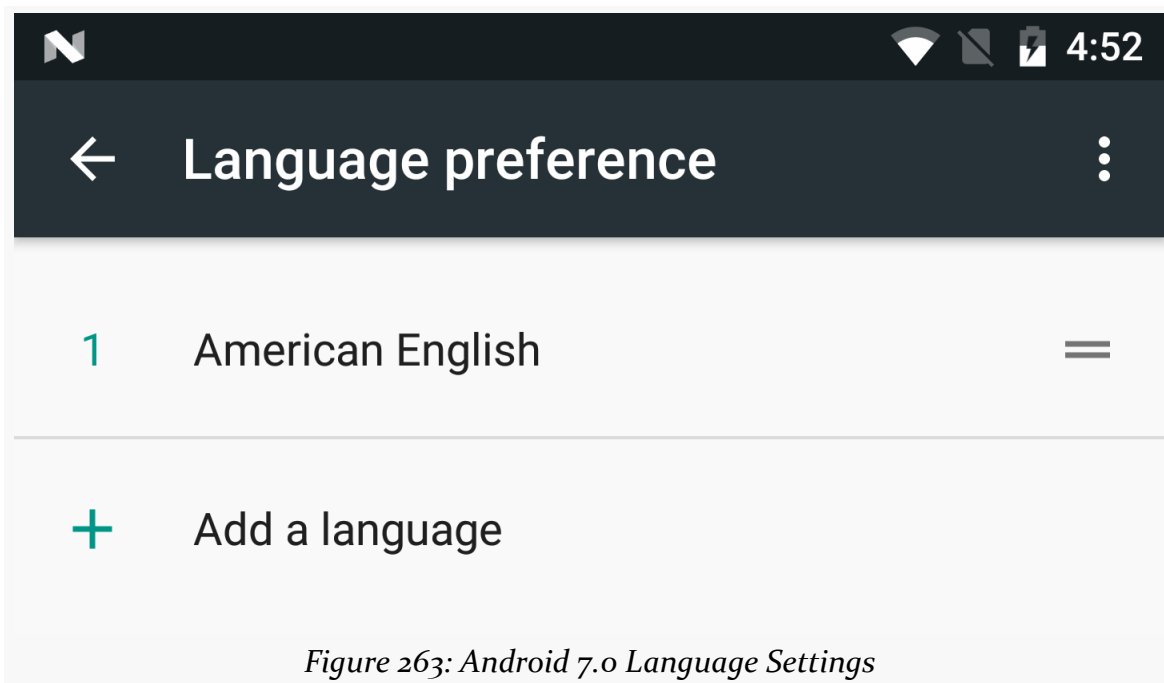 4:52
Language preference
1 American English
Add a language
Figure 263: Android 7.0 Language Settings